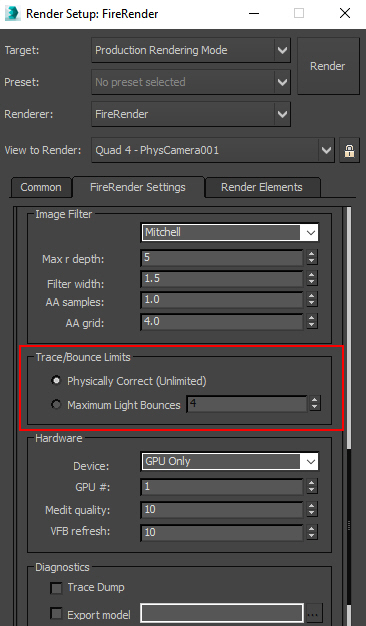 Render Setup: FireRender
Target: Production Rendering Mode
Preset: No preset selected
Render
Renderer: FireRender
View to Render: Quad 4 - PhysCamera001
Common FireRender Settings Render Elements
Image Filter
Mitchell
Max r depth: 5
Filter width: 1.5
AA samples: 1.0
AA grid: 4.0
Trace/Bounce Limits
Physically Correct (Unlimited)
Maximum Light Bounces 4
Hardware
Device: GPU Only
GPU #: 1
Medit quality: 10
VFB refresh: 10
Diagnostics
Trace Dump
Export model ...